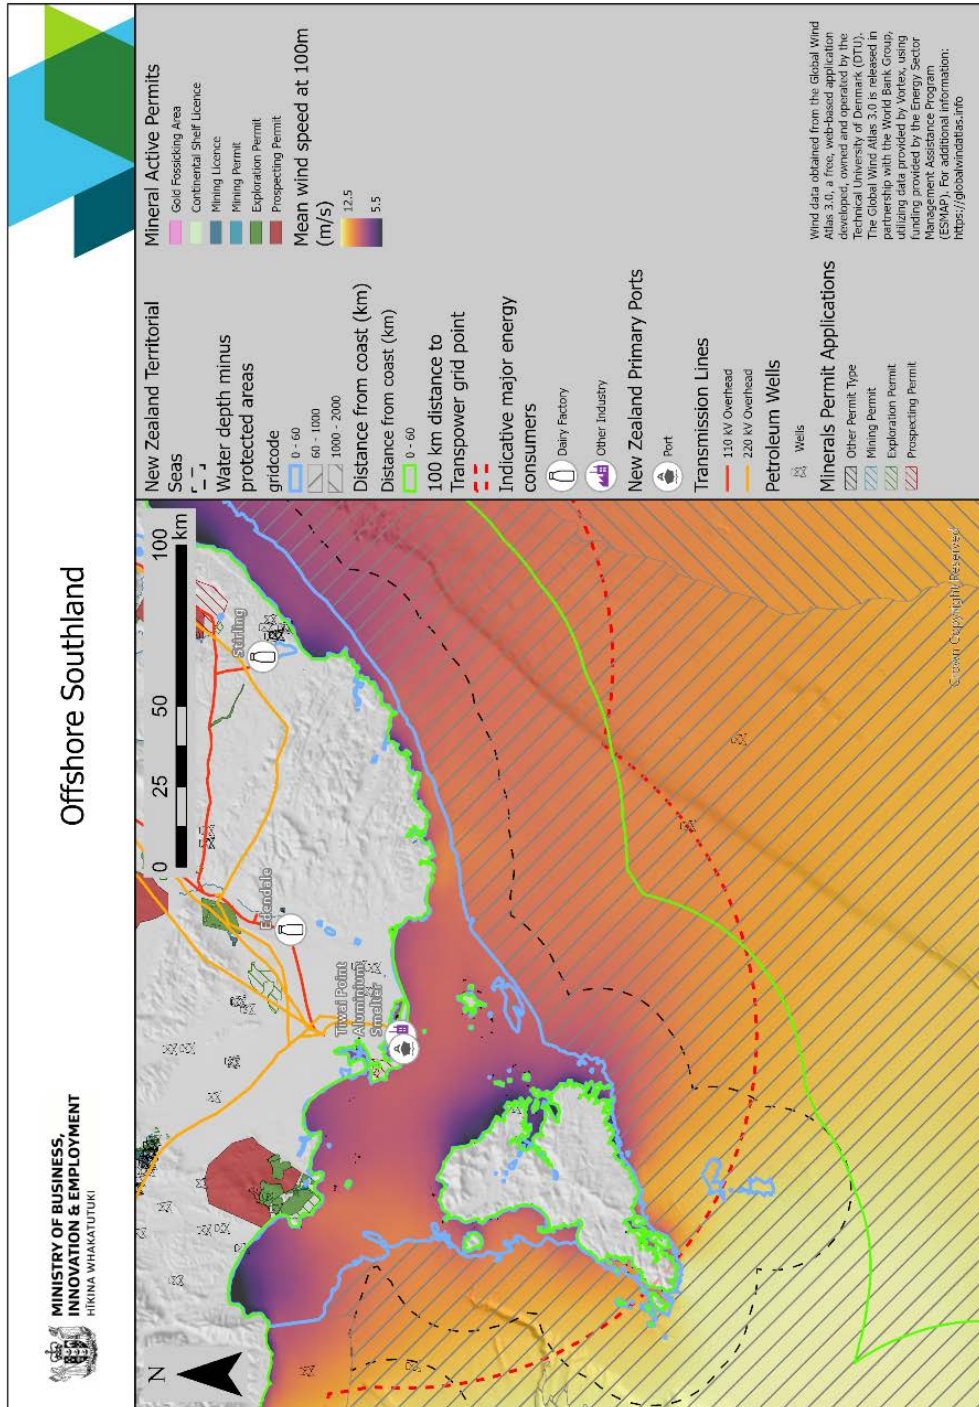 MINISTRY OF BUSINESS,
INNOVATION & EMPLOYMENT
HĪKINA WHAKATUTUKI
Offshore Southland
N
0
25
50
100
km
Stirling
Edendale
Tiwai Point
Aluminium
Smelter
Crown Copyright Reserved
New Zealand Territorial
Seas
Water depth minus
protected areas
gridcode
0 - 60
60 - 1000
1000 - 2000
Distance from coast (km)
Distance from coast (km)
0 - 60
100 km distance to
Transpower grid point
Indicative major energy
consumers
Dairy Factory
Other Industry
New Zealand Primary Ports
Port
Transmission Lines
110 kV Overhead
220 kV Overhead
Petroleum Wells
Wells
Minerals Permit Applications
Other Permit Type
Mining Permit
Exploration Permit
Prospecting Permit
Mineral Active Permits
Gold Fossicking Area
Continental Shelf Licence
Mining Licence
Mining Permit
Exploration Permit
Prospecting Permit
Mean wind speed at 100m
(m/s)
12.5
5.5
Wind data obtained from the Global Wind
Atlas 3.0, a free, web-based application
developed, owned and operated by the
Technical University of Denmark (DTU).
The Global Wind Atlas 3.0 is released in
partnership with the World Bank Group,
utilizing data provided by Vortex, using
funding provided by the Energy Sector
Management Assistance Program
(ESMAP). For additional information:
https://globalwindatlas.info